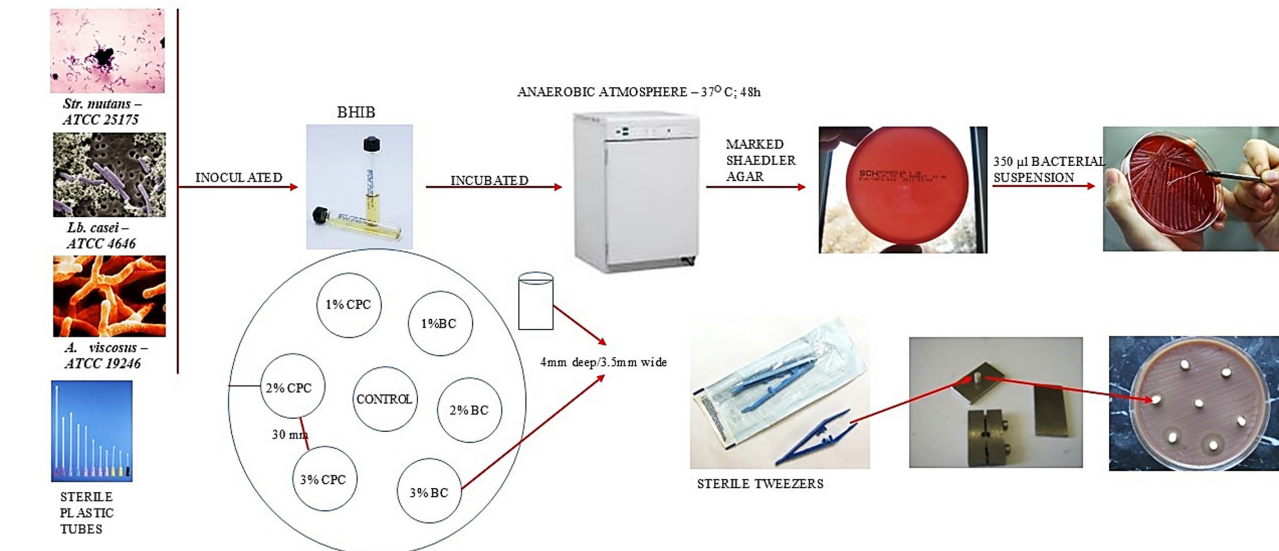 Str. mutans –
ATCC 25175
Lb. casei –
ATCC 4646
A. viscosus –
ATCC 19246
STERILE
PLASTIC
TUBES
INOCULATED
BHIB
INCUBATED
ANAEROBIC ATMOSPHERE – 37O C; 48h
MARKED
SHAEDLER
AGAR
SCH
350 µl BACTERIAL
SUSPENSION
1% CPC
1%BC
2% CPC
CONTROL
2% BC
30 mm
3% CPC
3% BC
4mm deep/3.5mm wide
STERILE TWEEZERS